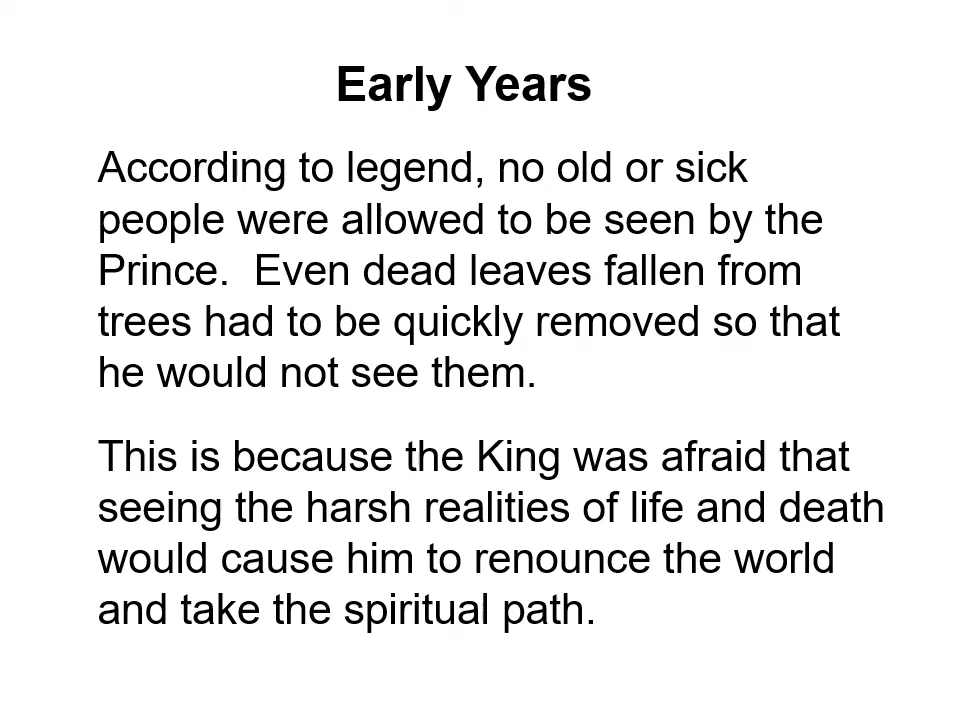 Early Years
According to legend, no old or sick
people were allowed to be seen by the
Prince.  Even dead leaves fallen from
trees had to be quickly removed so that
he would not see them.
This is because the King was afraid that
seeing the harsh realities of life and death
would cause him to renounce the world
and take the spiritual path.